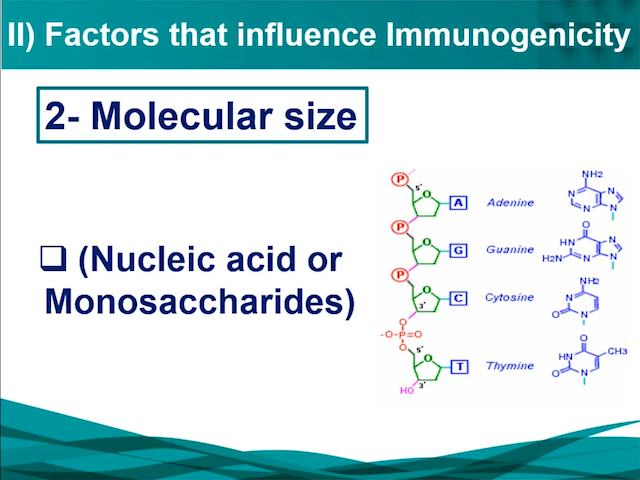 II) Factors that influence Immunogenicity
2- Molecular size
❑ (Nucleic acid or
Monosaccharides)
P
5'
O
A
Adenine
NH2
N
N
N
N
P
O
G
Guanine
O
HN
N
H2N
N
N
P
O
C
Cytosine
NH2
N
O
N
3'
O
-O-P=O
O
5'
O
T
Thymine
O
HN
CH3
O
N
HO
3'